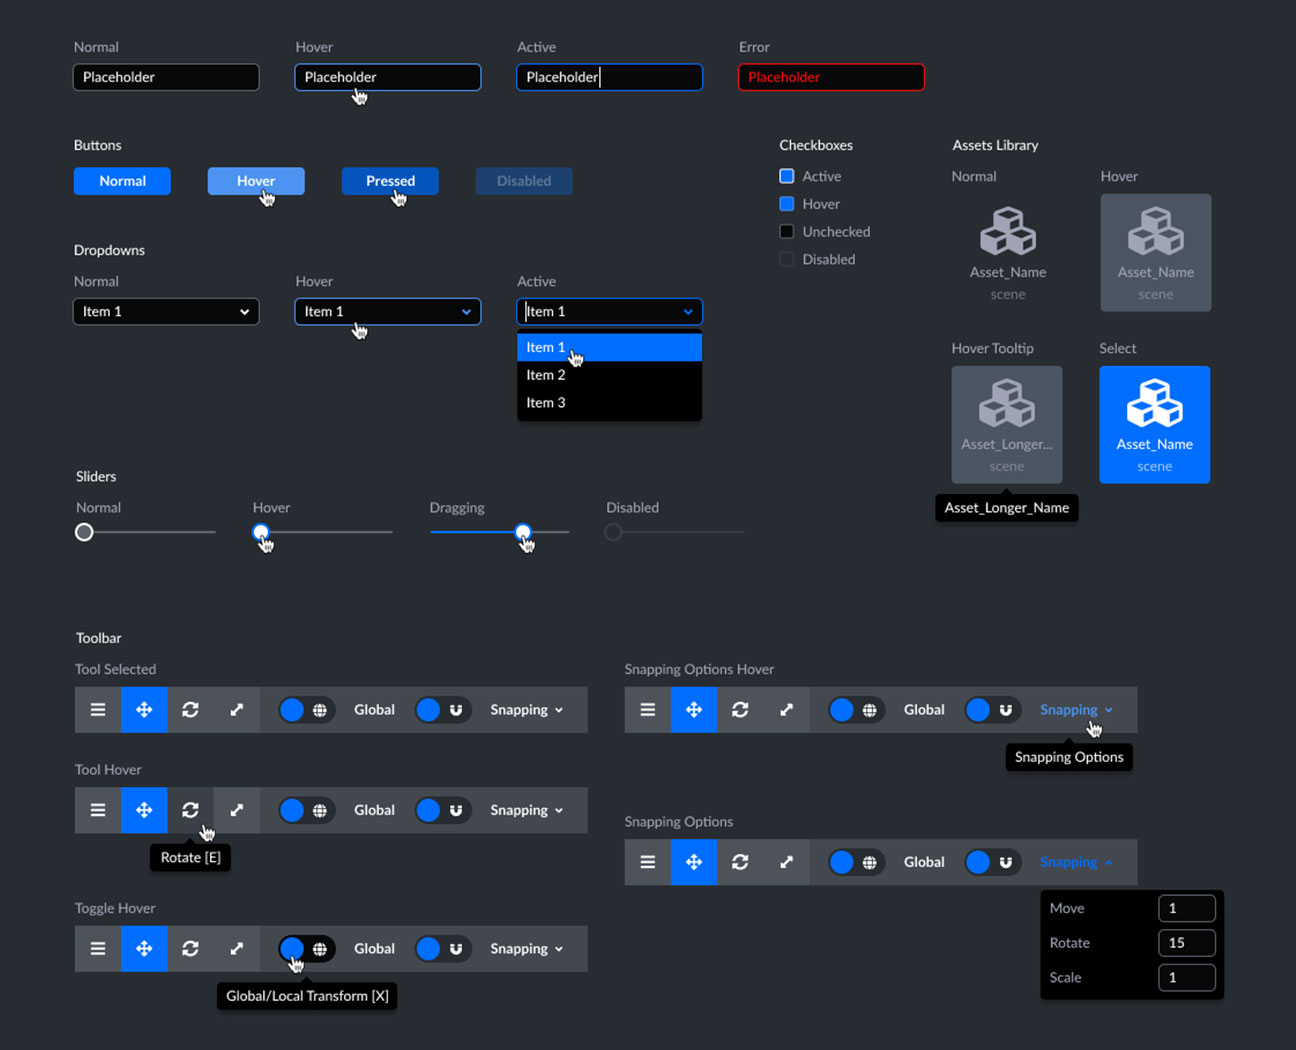 Normal
Hover
Active
Error
Placeholder
Placeholder
Placeholder
Placeholder
Buttons
Normal
Hover
Pressed
Disabled
Checkboxes
Active
Hover
Unchecked
Disabled
Assets Library
Normal
Hover
Asset_Name
scene
Asset_Name
scene
Hover Tooltip
Select
Asset_Longer...
scene
Asset_Name
scene
Asset_Longer_Name
Dropdowns
Normal
Hover
Active
Item 1
Item 1
Item 1
Item 1
Item 2
Item 3
Sliders
Normal
Hover
Dragging
Disabled
Toolbar
Tool Selected
Global
Snapping
Tool Hover
Global
Snapping
Rotate [E]
Toggle Hover
Global
Snapping
Global/Local Transform [X]
Snapping Options Hover
Global
Snapping
Snapping Options
Snapping Options
Global
Snapping
Move 1
Rotate 15
Scale 1